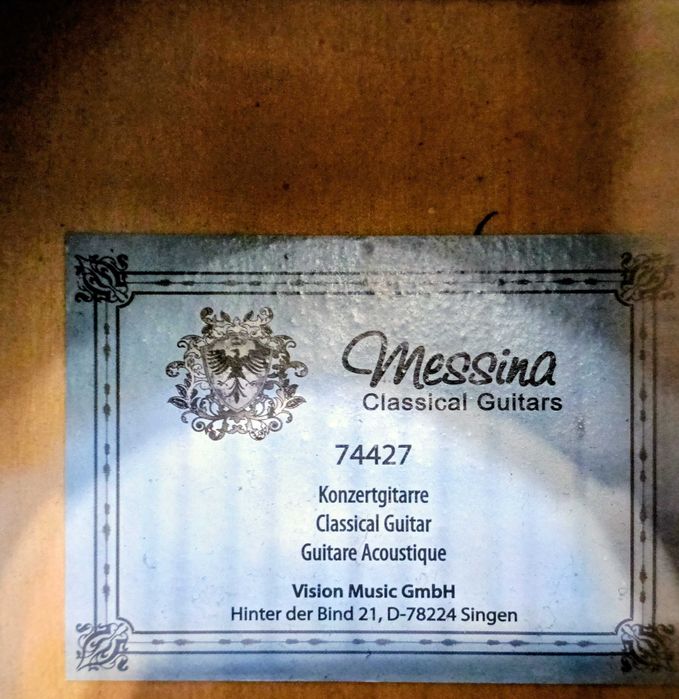 Messina
Classical Guitars
74427
Konzertgitarre
Classical Guitar
Guitare Acoustique
Vision Music GmbH
Hinter der Bind 21, D-78224 Singen